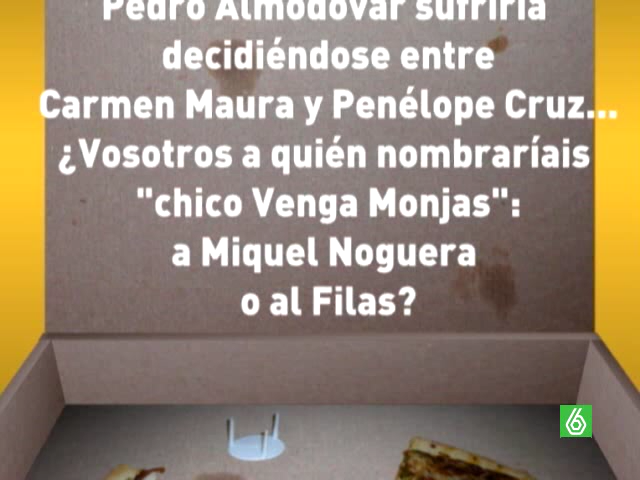 Pedro Almodóvar sufriría
decidiéndose entre
Carmen Maura y Penélope Cruz...
¿Vosotros a quién nombraríais
"chico Venga Monjas":
a Miquel Noguera
o al Filas?
6